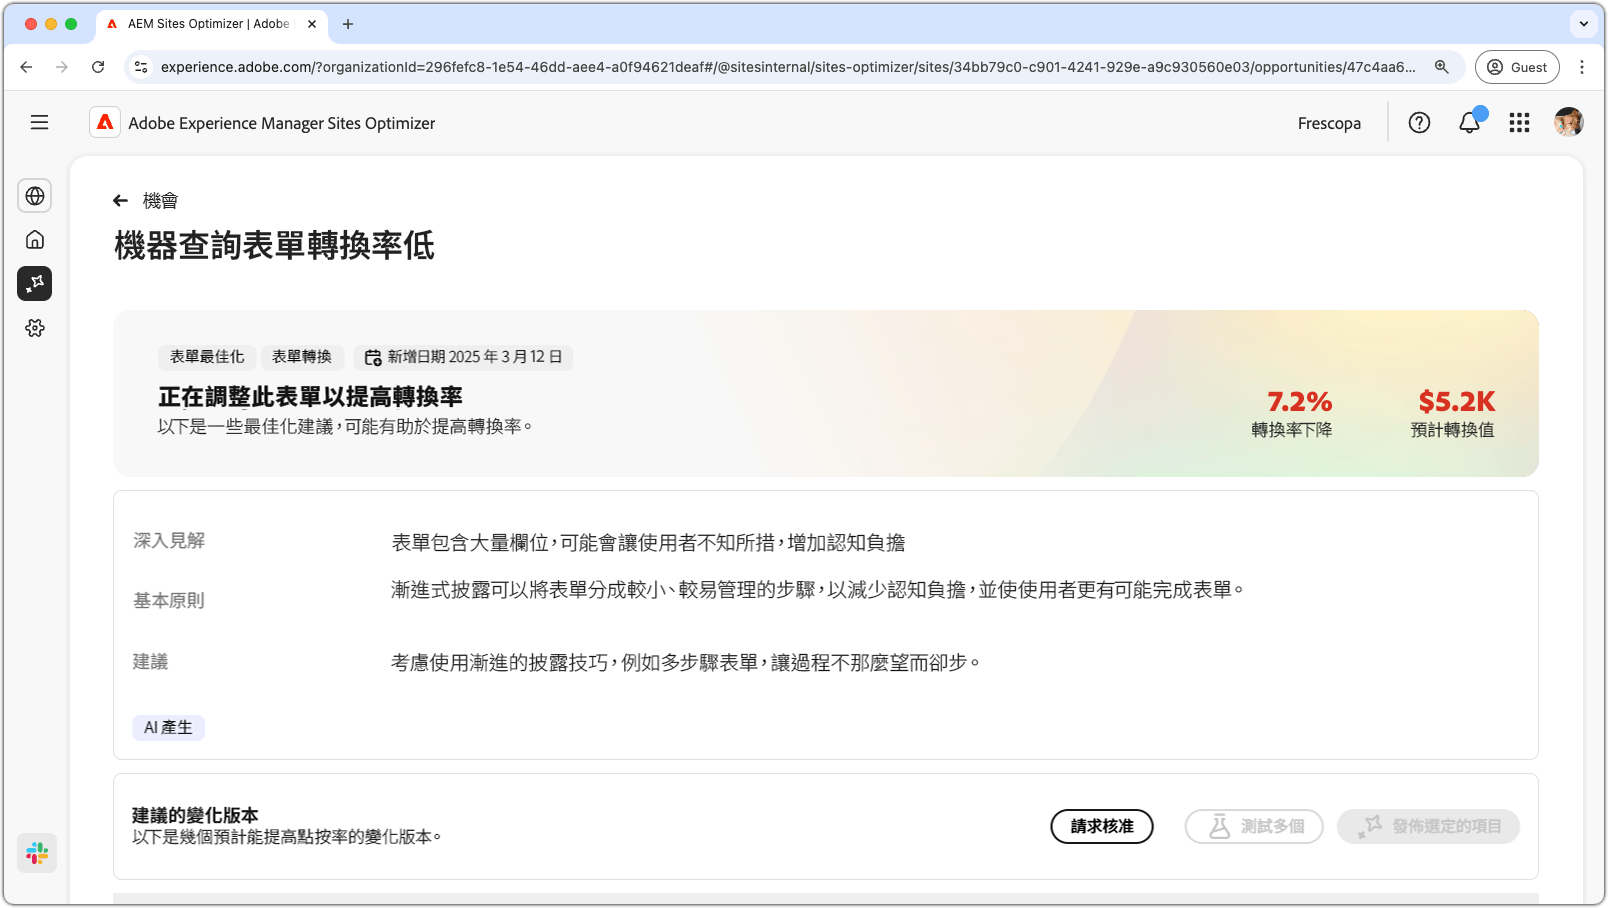 AEM Sites Optimizer | Adobe
experience.adobe.com/?organizationId=296fefc8-1e54-46dd-aee4-a0f94621deaf#/@sitesinternal/sites-optimizer/sites/34bb79c0-c901-4241-929e-a9c930560e03/opportunities/47c4aa6...
Guest
Adobe Experience Manager Sites Optimizer
Frescopa
機會
機器查詢表單轉換率低
表單最佳化 表單轉換 新增日期 2025 年 3 月 12 日
正在調整此表單以提高轉換率
以下是一些最佳化建議，可能有助於提高轉換率。
7.2%
轉換率下降
$5.2K
預計轉換值
深入見解
表單包含大量欄位，可能會讓使用者不知所措，增加認知負擔
基本原則
漸進式披露可以將表單分成較小、較易管理的步驟，以減少認知負擔，並使使用者更有可能完成表單。
建議
考慮使用漸進的披露技巧，例如多步驟表單，讓過程不那麼望而卻步。
AI 產生
建議的變化版本
以下是幾個預計能提高點按率的變化版本。
請求核准
測試多個
發佈選定的項目